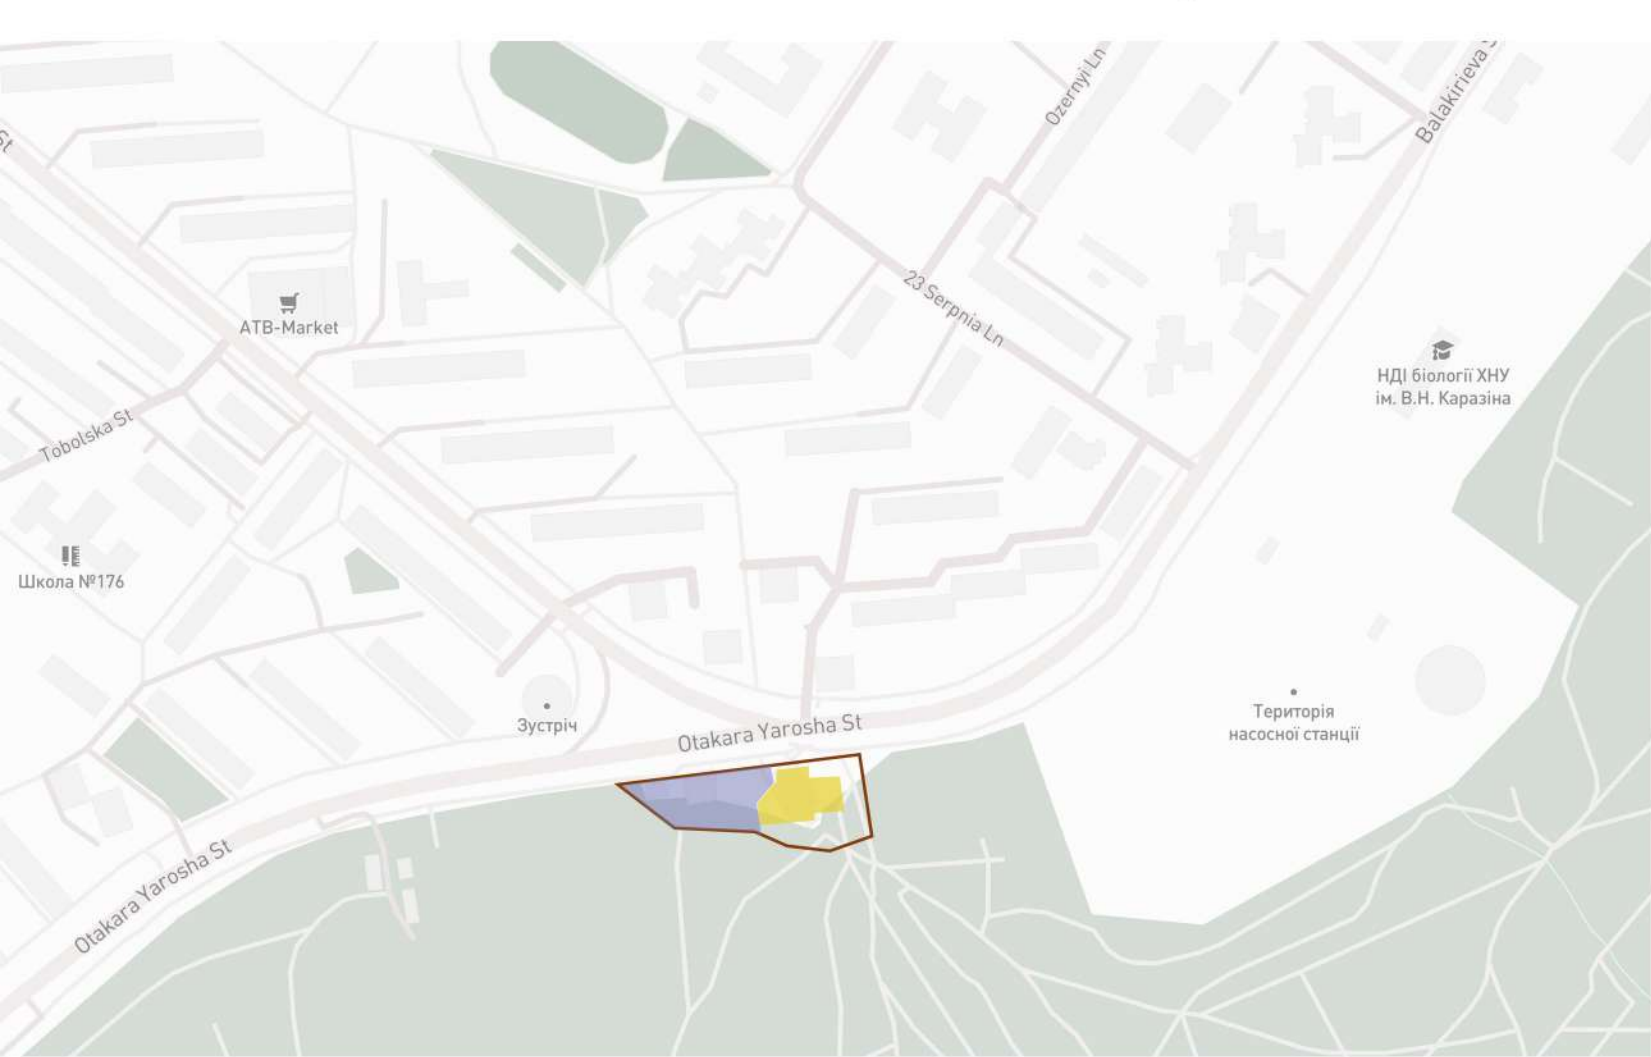 Ozernyi Ln
Balakirieva
St
23 Serpnia Ln
ATB-Market
НДІ біології ХНУ
ім. В.Н. Каразіна
Tobolska St
Школа №176
Зустріч
Otakara Yarosha St
Територія
насосної станції
Otakara Yarosha St